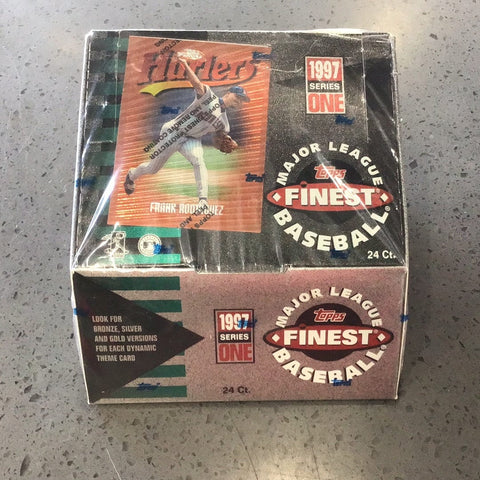 Hurlers
FRANK RODRIGUEZ
1997
SERIES
ONE
MAJOR LEAGUE
Topps
FINEST
BASEBALL
24 Ct.
LOOK FOR
BRONZE, SILVER
AND GOLD VERSIONS
FOR EACH DYNAMIC
THEME CARD
1997
SERIES
ONE
MAJOR LEAGUE
Topps
FINEST
BASEBALL
24 Ct.